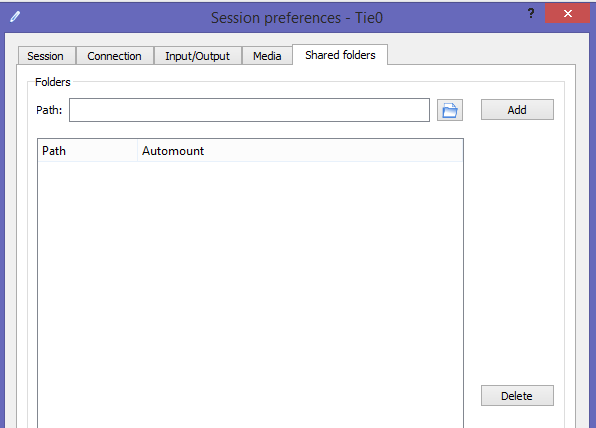 Session preferences - Tie0
?
Session Connection Input/Output Media Shared folders
Folders
Path:
Add
Path Automount
Delete